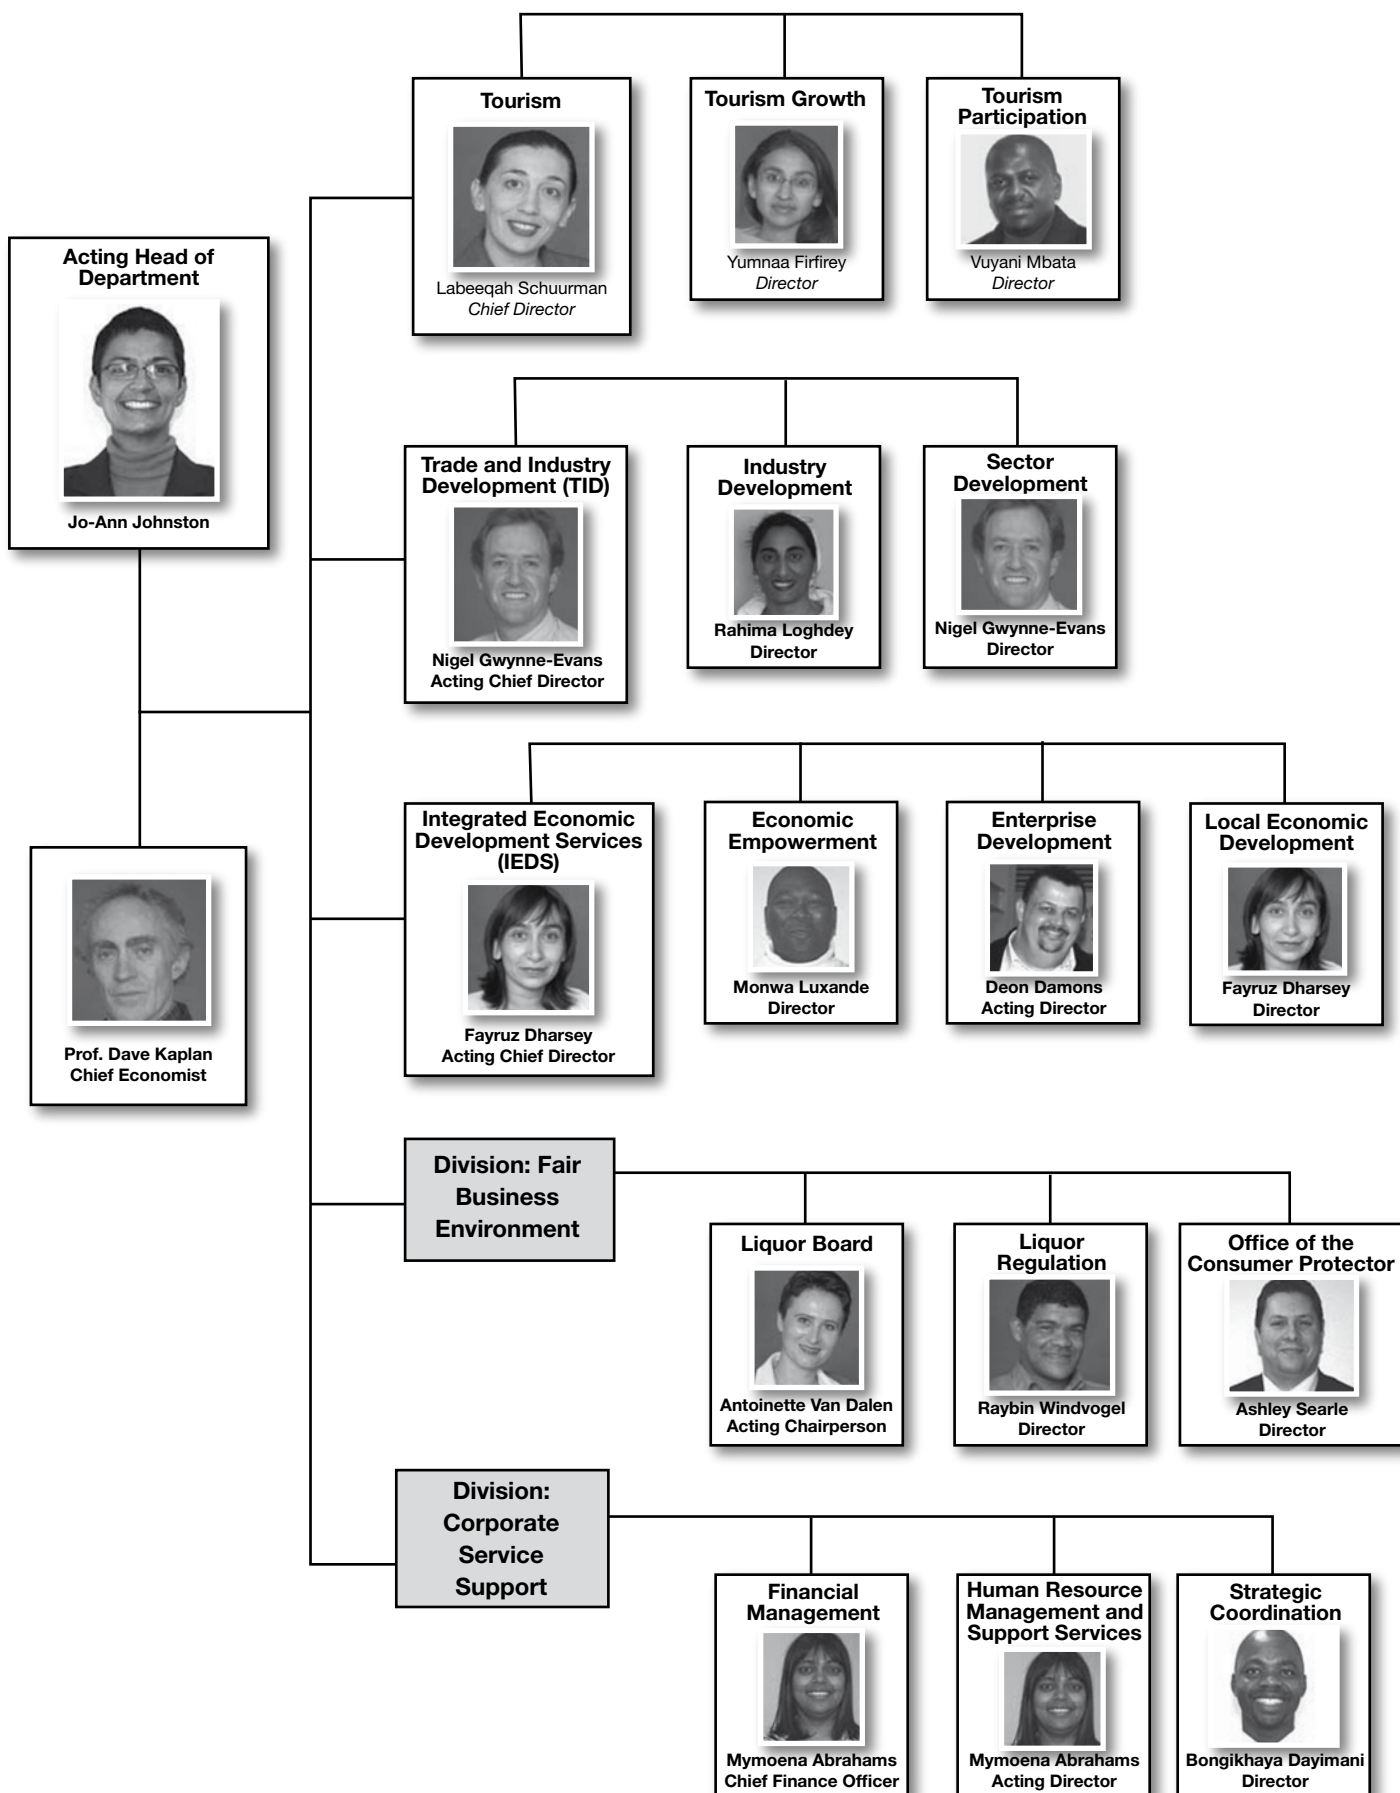 Tourism
Labeeqah Schuurman
Chief Director
Tourism Growth
Yumnaa Firfirey
Director
Tourism
Participation
Vuyani Mbata
Director
Acting Head of
Department
Jo-Ann Johnston
Trade and Industry
Development (TID)
Nigel Gwynne-Evans
Acting Chief Director
Industry
Development
Rahima Loghdey
Director
Sector
Development
Nigel Gwynne-Evans
Director
Prof. Dave Kaplan
Chief Economist
Integrated Economic
Development Services
(IEDS)
Fayruz Dharsey
Acting Chief Director
Economic
Empowerment
Monwa Luxande
Director
Enterprise
Development
Deon Damons
Acting Director
Local Economic
Development
Fayruz Dharsey
Director
Division: Fair
Business
Environment
Liquor Board
Antoinette Van Dalen
Acting Chairperson
Liquor
Regulation
Raybin Windvogel
Director
Office of the
Consumer Protector
Ashley Searle
Director
Division:
Corporate
Service
Support
Financial
Management
Mymoena Abrahams
Chief Finance Officer
Human Resource
Management and
Support Services
Mymoena Abrahams
Acting Director
Strategic
Coordination
Bongikhaya Dayimani
Director